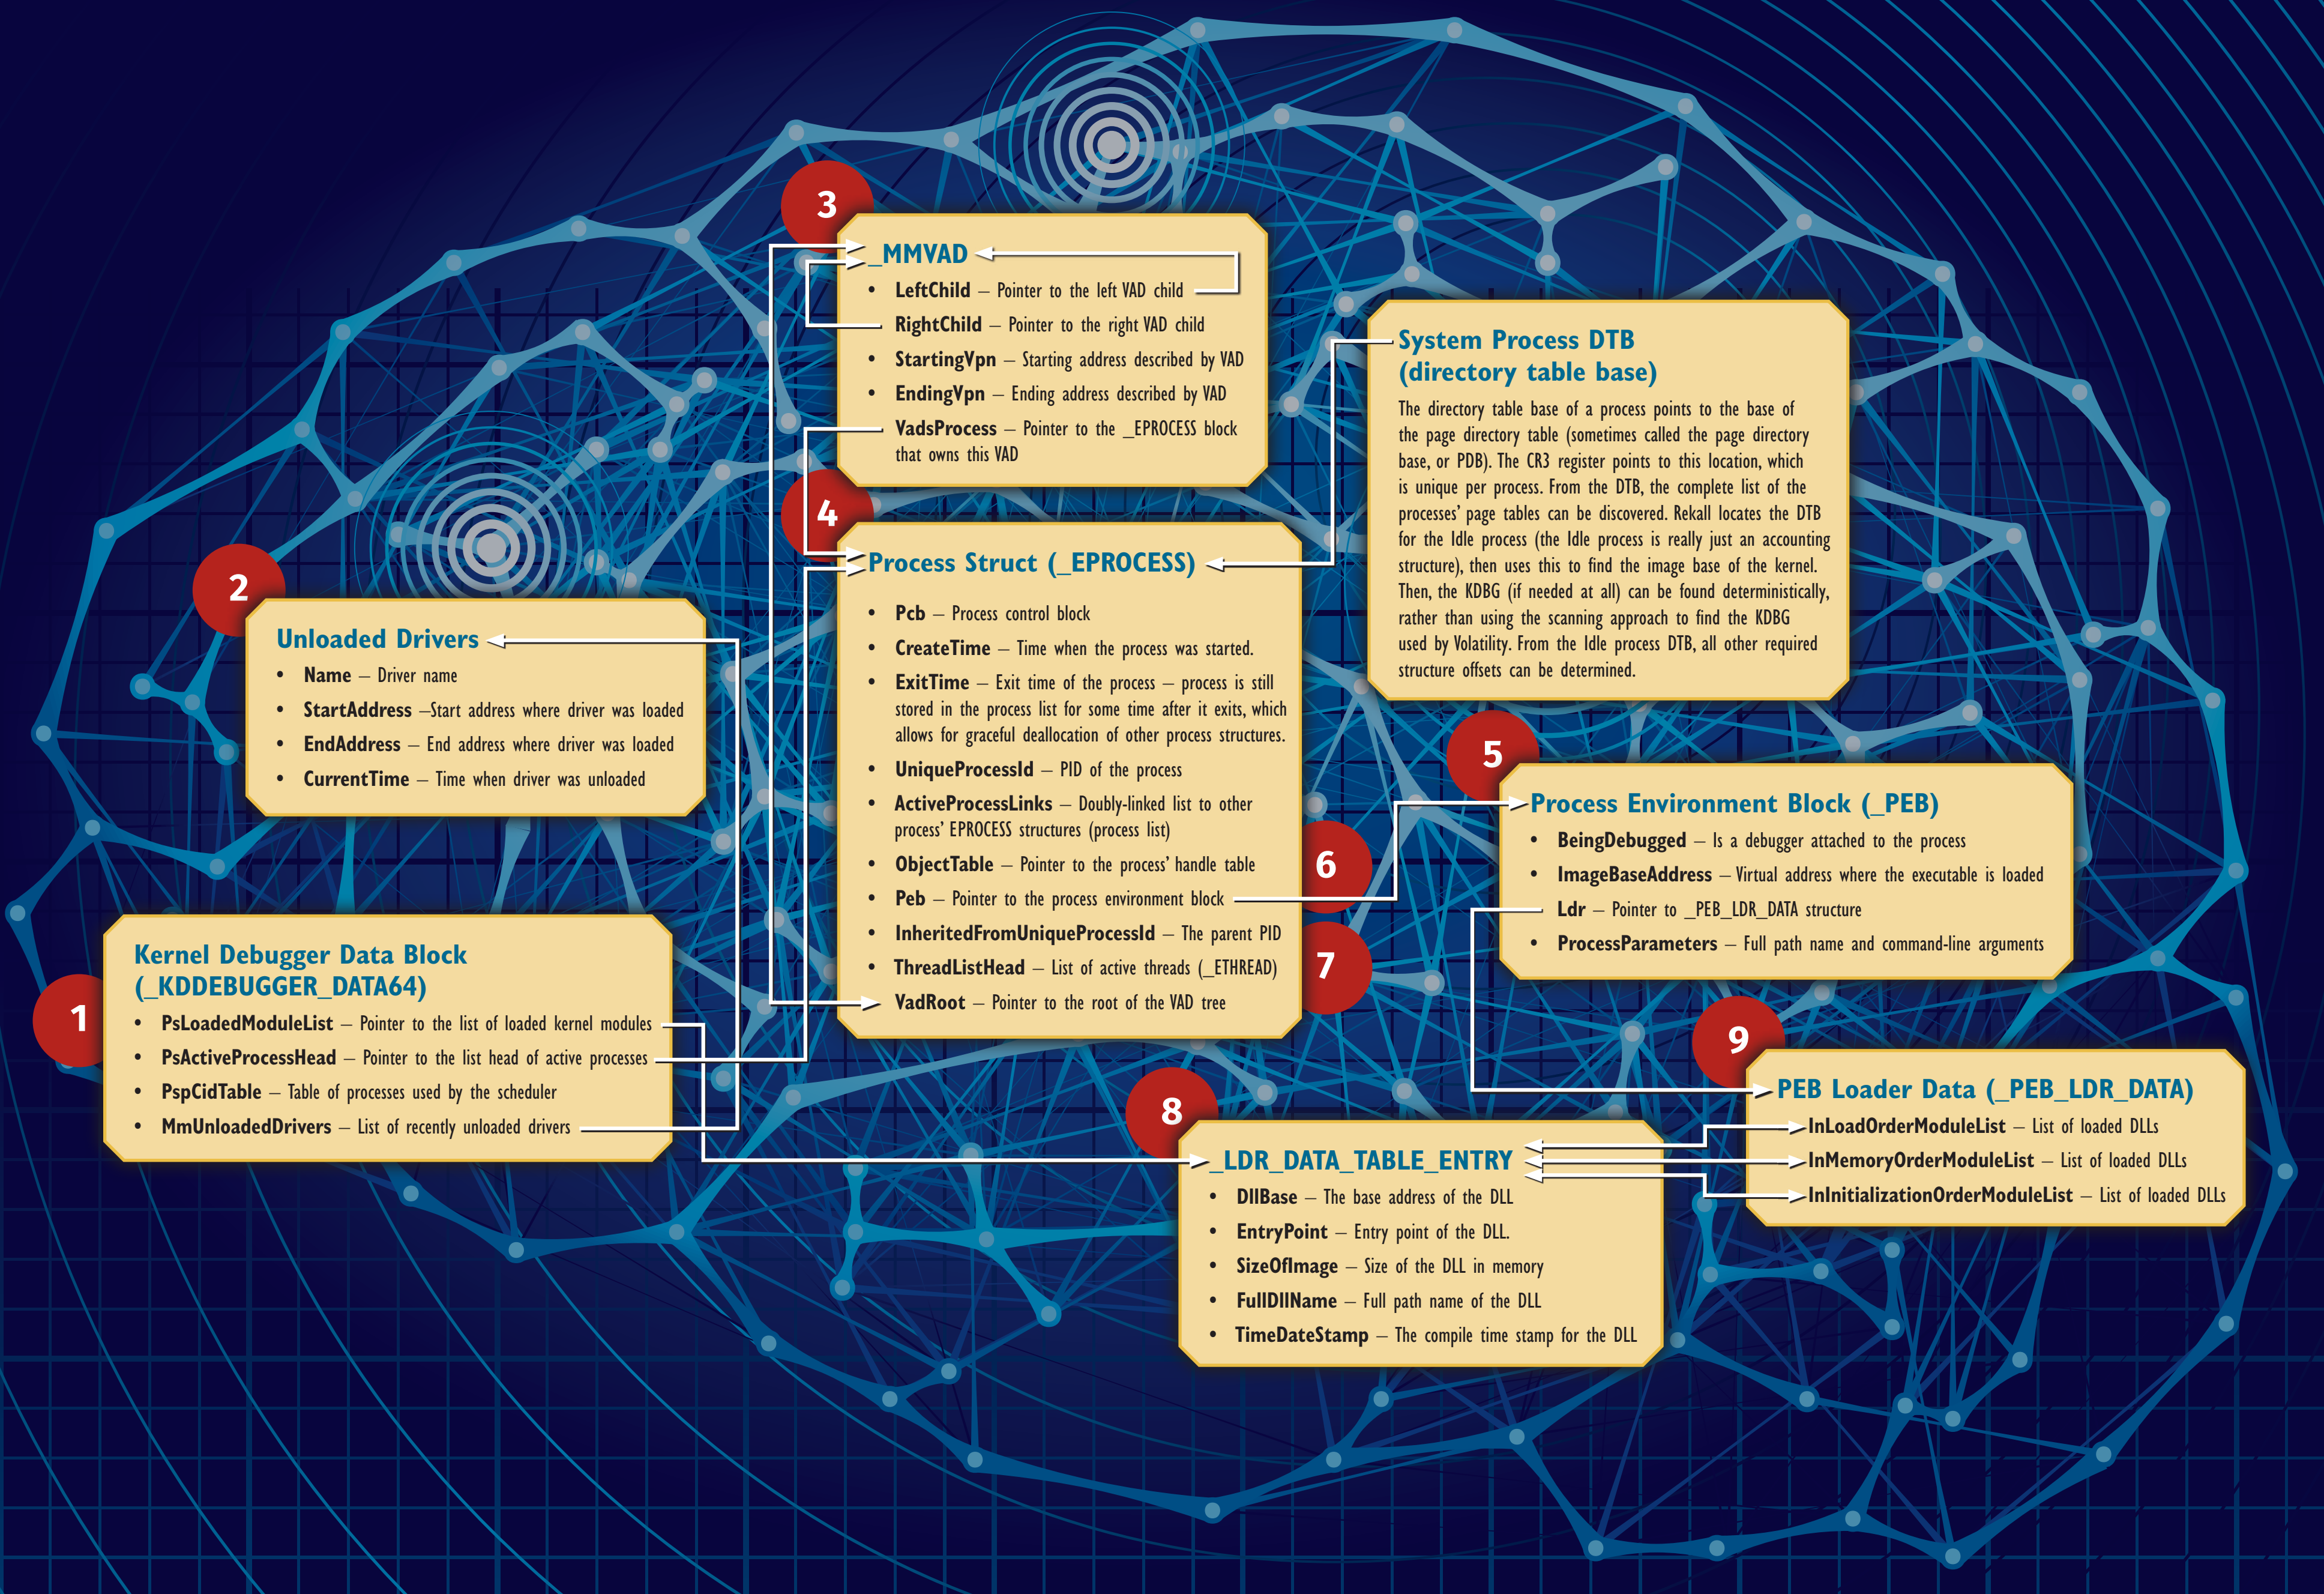 3
_MMVAD
• LeftChild – Pointer to the left VAD child
• RightChild – Pointer to the right VAD child
• StartingVpn – Starting address described by VAD
• EndingVpn – Ending address described by VAD
• VadsProcess – Pointer to the _EPROCESS block
that owns this VAD
System Process DTB
(directory table base)
The directory table base of a process points to the base of
the page directory table (sometimes called the page directory
base, or PDB). The CR3 register points to this location, which
is unique per process. From the DTB, the complete list of the
processes’ page tables can be discovered. Rekall locates the DTB
for the Idle process (the Idle process is really just an accounting
structure), then uses this to find the image base of the kernel.
Then, the KDBG (if needed at all) can be found deterministically,
rather than using the scanning approach to find the KDBG
used by Volatility. From the Idle process DTB, all other required
structure offsets can be determined.
4
Process Struct (_EPROCESS)
• Pcb – Process control block
• CreateTime – Time when the process was started.
• ExitTime – Exit time of the process – process is still
stored in the process list for some time after it exits, which
allows for graceful deallocation of other process structures.
• UniqueProcessId – PID of the process
• ActiveProcessLinks – Doubly-linked list to other
process’ EPROCESS structures (process list)
• ObjectTable – Pointer to the process’ handle table
• Peb – Pointer to the process environment block
• InheritedFromUniqueProcessId – The parent PID
• ThreadListHead – List of active threads (_ETHREAD)
• VadRoot – Pointer to the root of the VAD tree
6
7
2
Unloaded Drivers
• Name – Driver name
• StartAddress –Start address where driver was loaded
• EndAddress – End address where driver was loaded
• CurrentTime – Time when driver was unloaded
5
Process Environment Block (_PEB)
• BeingDebugged – Is a debugger attached to the process
• ImageBaseAddress – Virtual address where the executable is loaded
• Ldr – Pointer to _PEB_LDR_DATA structure
• ProcessParameters – Full path name and command-line arguments
1
Kernel Debugger Data Block
(_KDDEBUGGER_DATA64)
• PsLoadedModuleList – Pointer to the list of loaded kernel modules
• PsActiveProcessHead – Pointer to the list head of active processes
• PspCidTable – Table of processes used by the scheduler
• MmUnloadedDrivers – List of recently unloaded drivers
9
PEB Loader Data (_PEB_LDR_DATA)
InLoadOrderModuleList – List of loaded DLLs
InMemoryOrderModuleList – List of loaded DLLs
InInitializationOrderModuleList – List of loaded DLLs
8
_LDR_DATA_TABLE_ENTRY
• DllBase – The base address of the DLL
• EntryPoint – Entry point of the DLL.
• SizeOfImage – Size of the DLL in memory
• FullDllName – Full path name of the DLL
• TimeDateStamp – The compile time stamp for the DLL